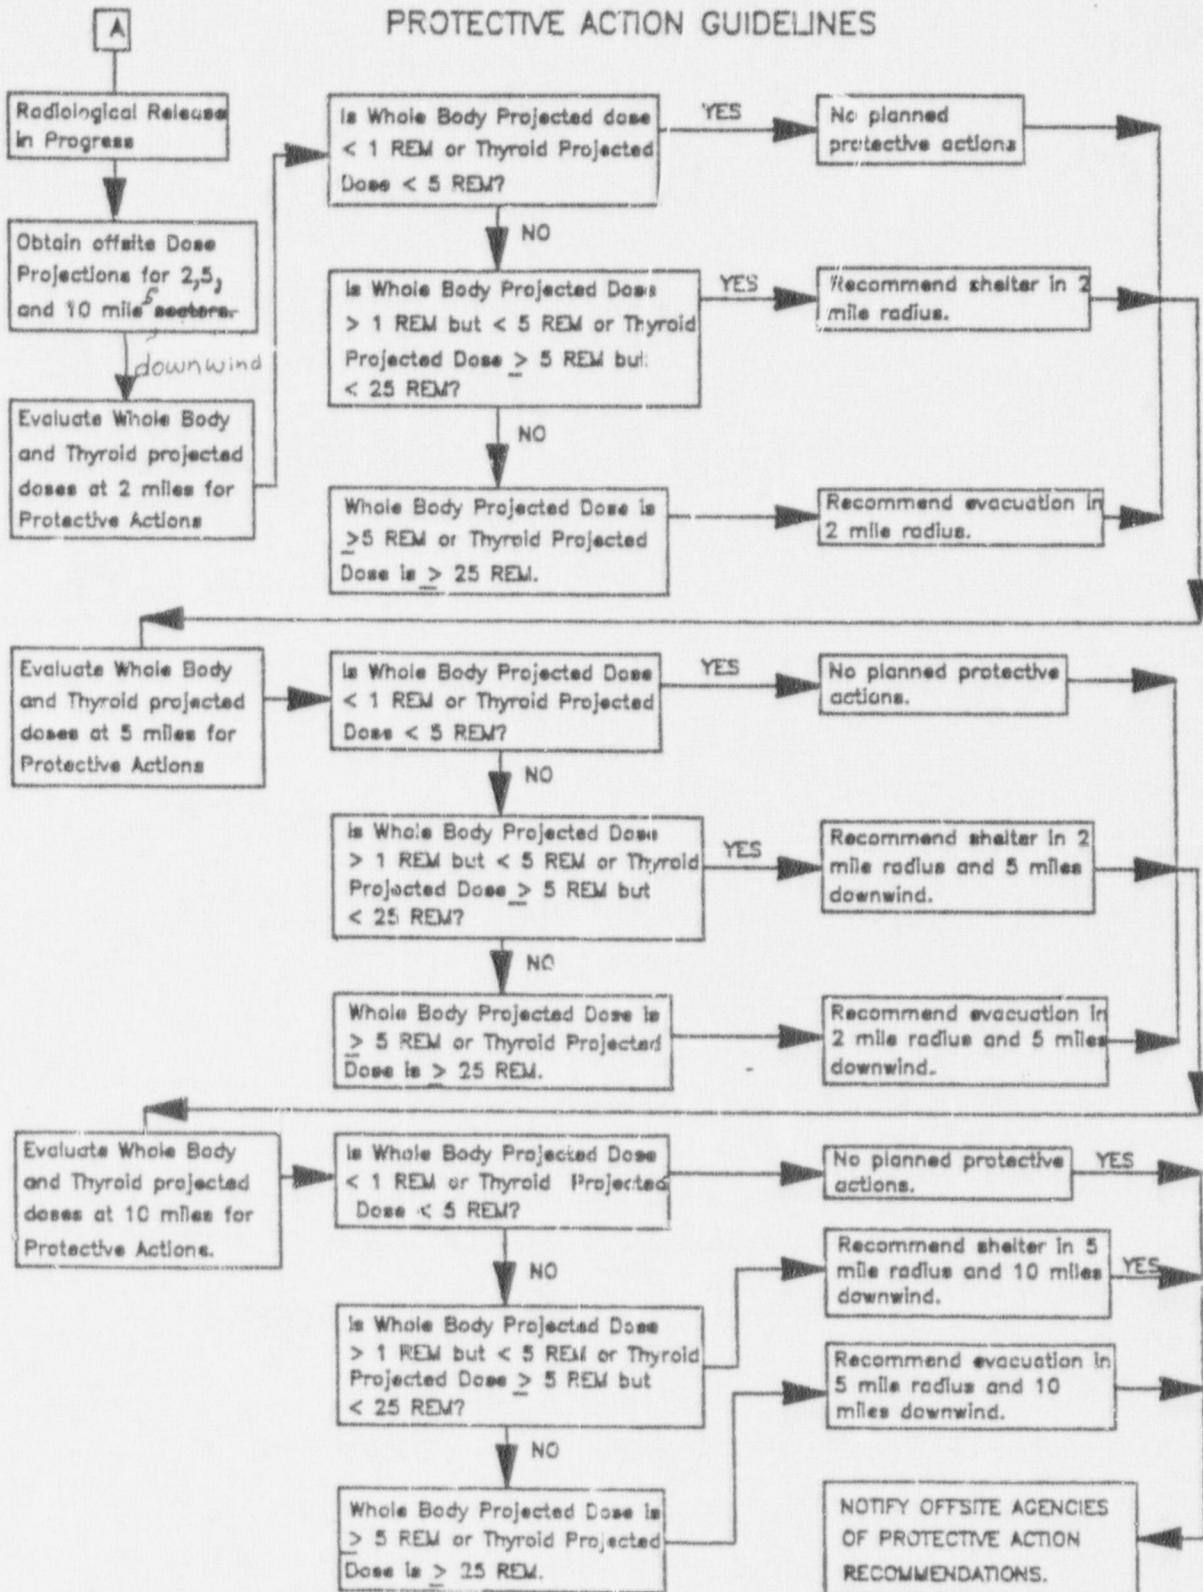 PROTECTIVE ACTION GUIDELINES
A
Radiological Release
in Progress
Obtain offsite Dose
Projections for 2,5,
and 10 miles sectors.
downwind
Evaluate Whole Body
and Thyroid projected
doses at 2 miles for
Protective Actions
Is Whole Body Projected dose
< 1 REM or Thyroid Projected
Dose < 5 REM?
YES
No planned
protective actions
NO
Is Whole Body Projected Dose
> 1 REM but < 5 REM or Thyroid
Projected Dose ≥ 5 REM but
< 25 REM?
YES
Recommend shelter in 2
mile radius.
NO
Whole Body Projected Dose is
≥5 REM or Thyroid Projected
Dose is ≥ 25 REM.
Recommend evacuation in
2 mile radius.
Evaluate Whole Body
and Thyroid projected
doses at 5 miles for
Protective Actions
Is Whole Body Projected Dose
< 1 REM or Thyroid Projected
Dose < 5 REM?
YES
No planned protective
actions.
NO
Is Whole Body Projected Dose
> 1 REM but < 5 REM or Thyroid
Projected Dose ≥ 5 REM but
< 25 REM?
YES
Recommend shelter in 2
mile radius and 5 miles
downwind.
NO
Whole Body Projected Dose is
≥ 5 REM or Thyroid Projected
Dose is ≥ 25 REM.
Recommend evacuation in
2 mile radius and 5 miles
downwind.
Evaluate Whole Body
and Thyroid projected
doses at 10 miles for
Protective Actions.
Is Whole Body Projected Dose
< 1 REM or Thyroid Projected
Dose < 5 REM?
No planned protective
actions.
YES
NO
Recommend shelter in 5
mile radius and 10 miles
downwind.
YES
Is Whole Body Projected Dose
> 1 REM but < 5 REM or Thyroid
Projected Dose ≥ 5 REM but
< 25 REM?
Recommend evacuation in
5 mile radius and 10
miles downwind.
NO
Whole Body Projected Dose is
≥ 5 REM or Thyroid Projected
Dose is ≥ 25 REM.
NOTIFY OFFSITE AGENCIES
OF PROTECTIVE ACTION
RECOMMENDATIONS.